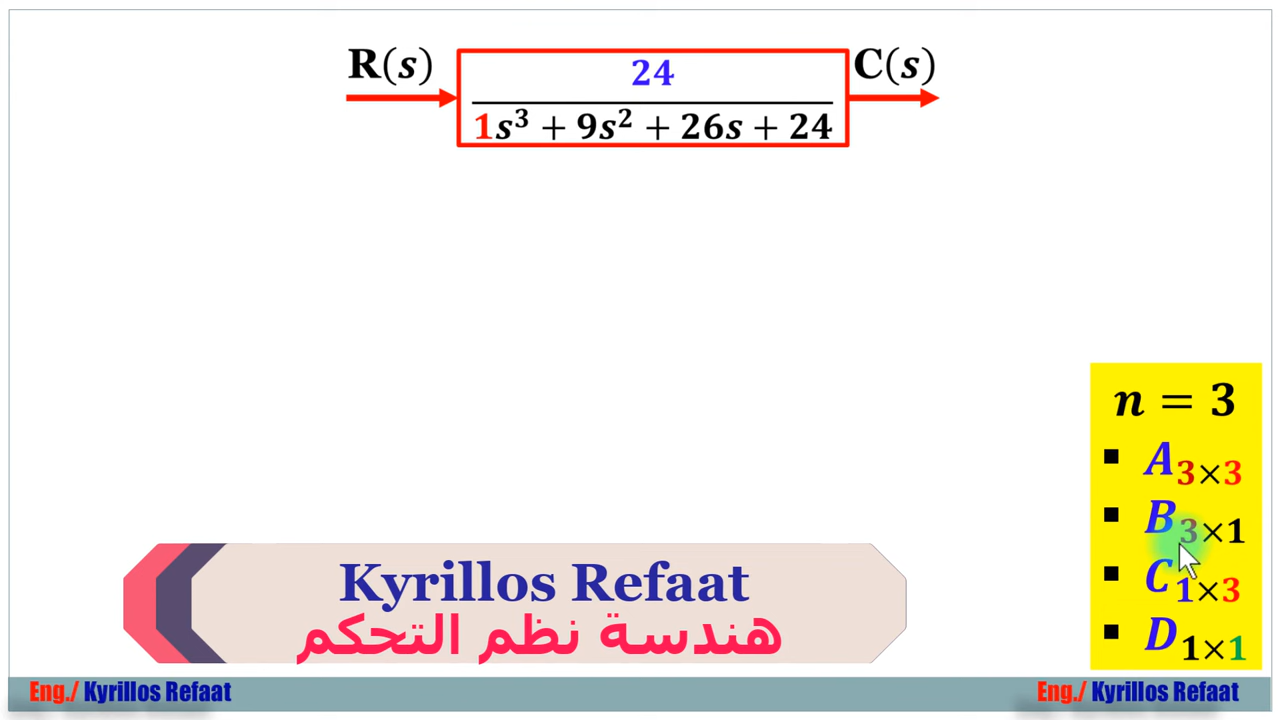 R(s)
24
C(s)
1s³ + 9s² + 26s + 24
n = 3
▪ A₃×₃
▪ B₃×₁
▪ C₁×₃
▪ D₁×₁
Kyrillos Refaat
هندسة نظم التحكم
Eng./ Kyrillos Refaat
Eng./ Kyrillos Refaat